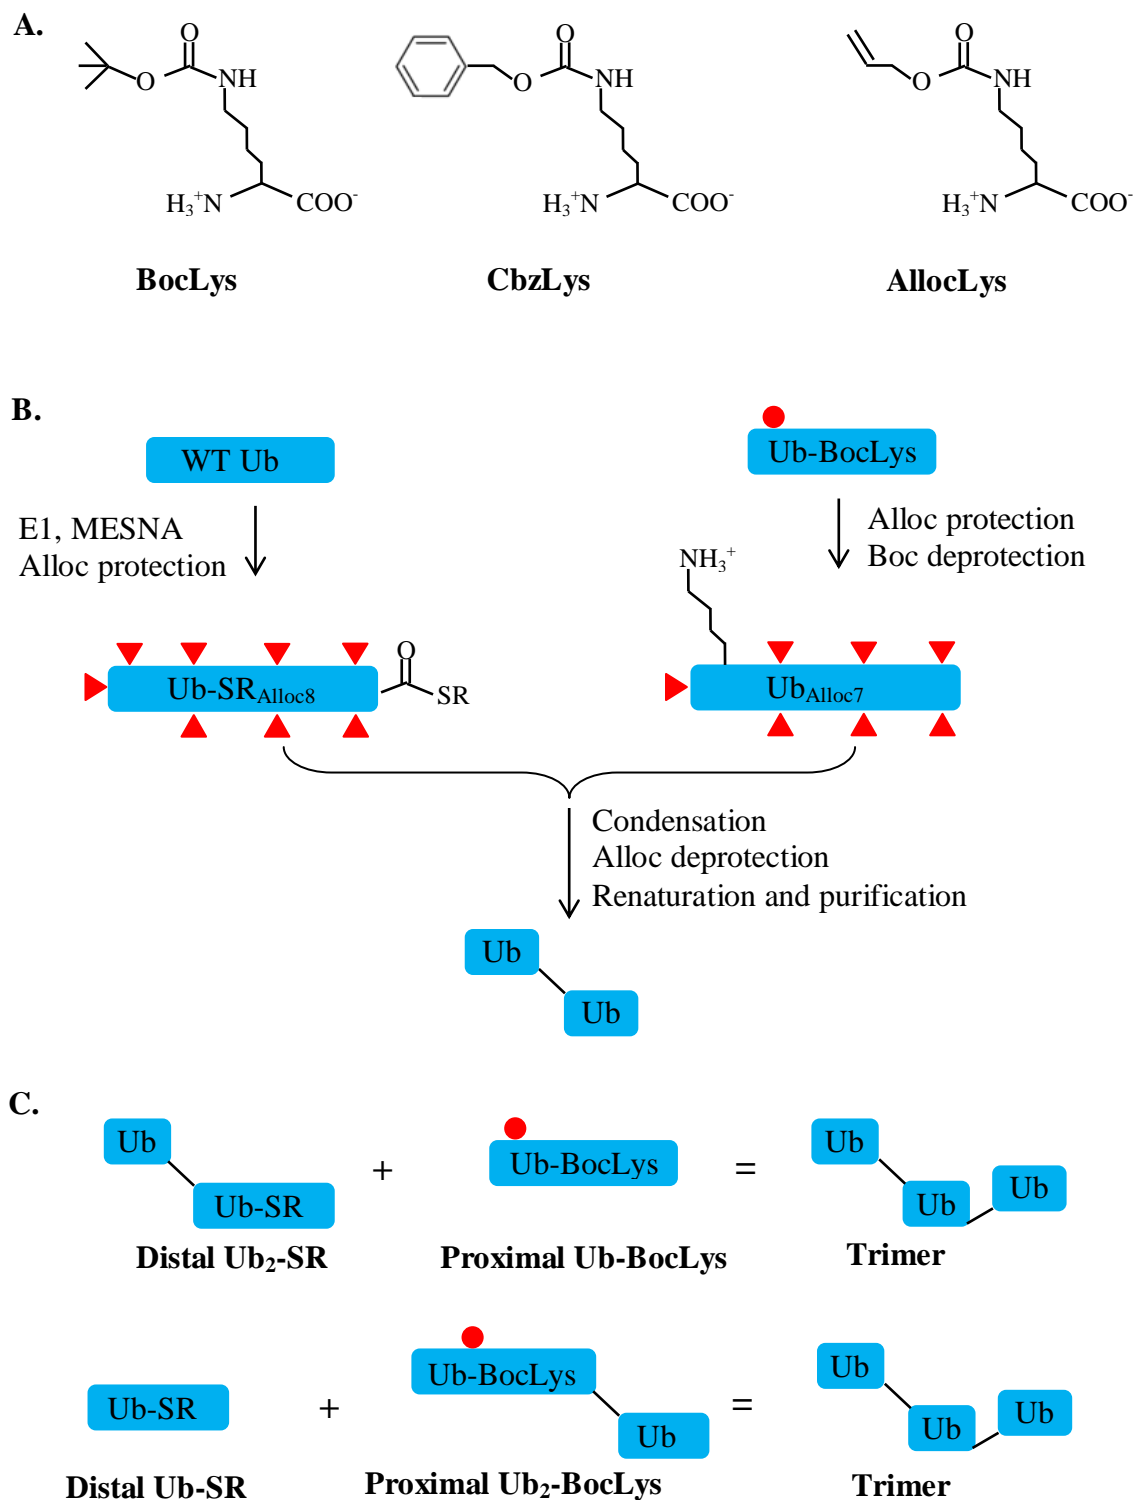 A.
O
O
NH
H₃⁺N
COO⁻
BocLys
O
O
NH
H₃⁺N
COO⁻
CbzLys
O
O
NH
H₃⁺N
COO⁻
AllocLys
B.
WT Ub
E1, MESNA
Alloc protection
Ub-BocLys
Alloc protection
Boc deprotection
Ub-SR_Alloc8
O
SR
NH₃⁺
Ub_Alloc7
Condensation
Alloc deprotection
Renaturation and purification
Ub
Ub
C.
Ub
Ub-SR
Distal Ub₂-SR
+
Ub-BocLys
Proximal Ub-BocLys
=
Ub
Ub
Ub
Trimer
Ub-SR
Distal Ub-SR
+
Ub-BocLys
Ub
Proximal Ub₂-BocLys
=
Ub
Ub
Ub
Trimer